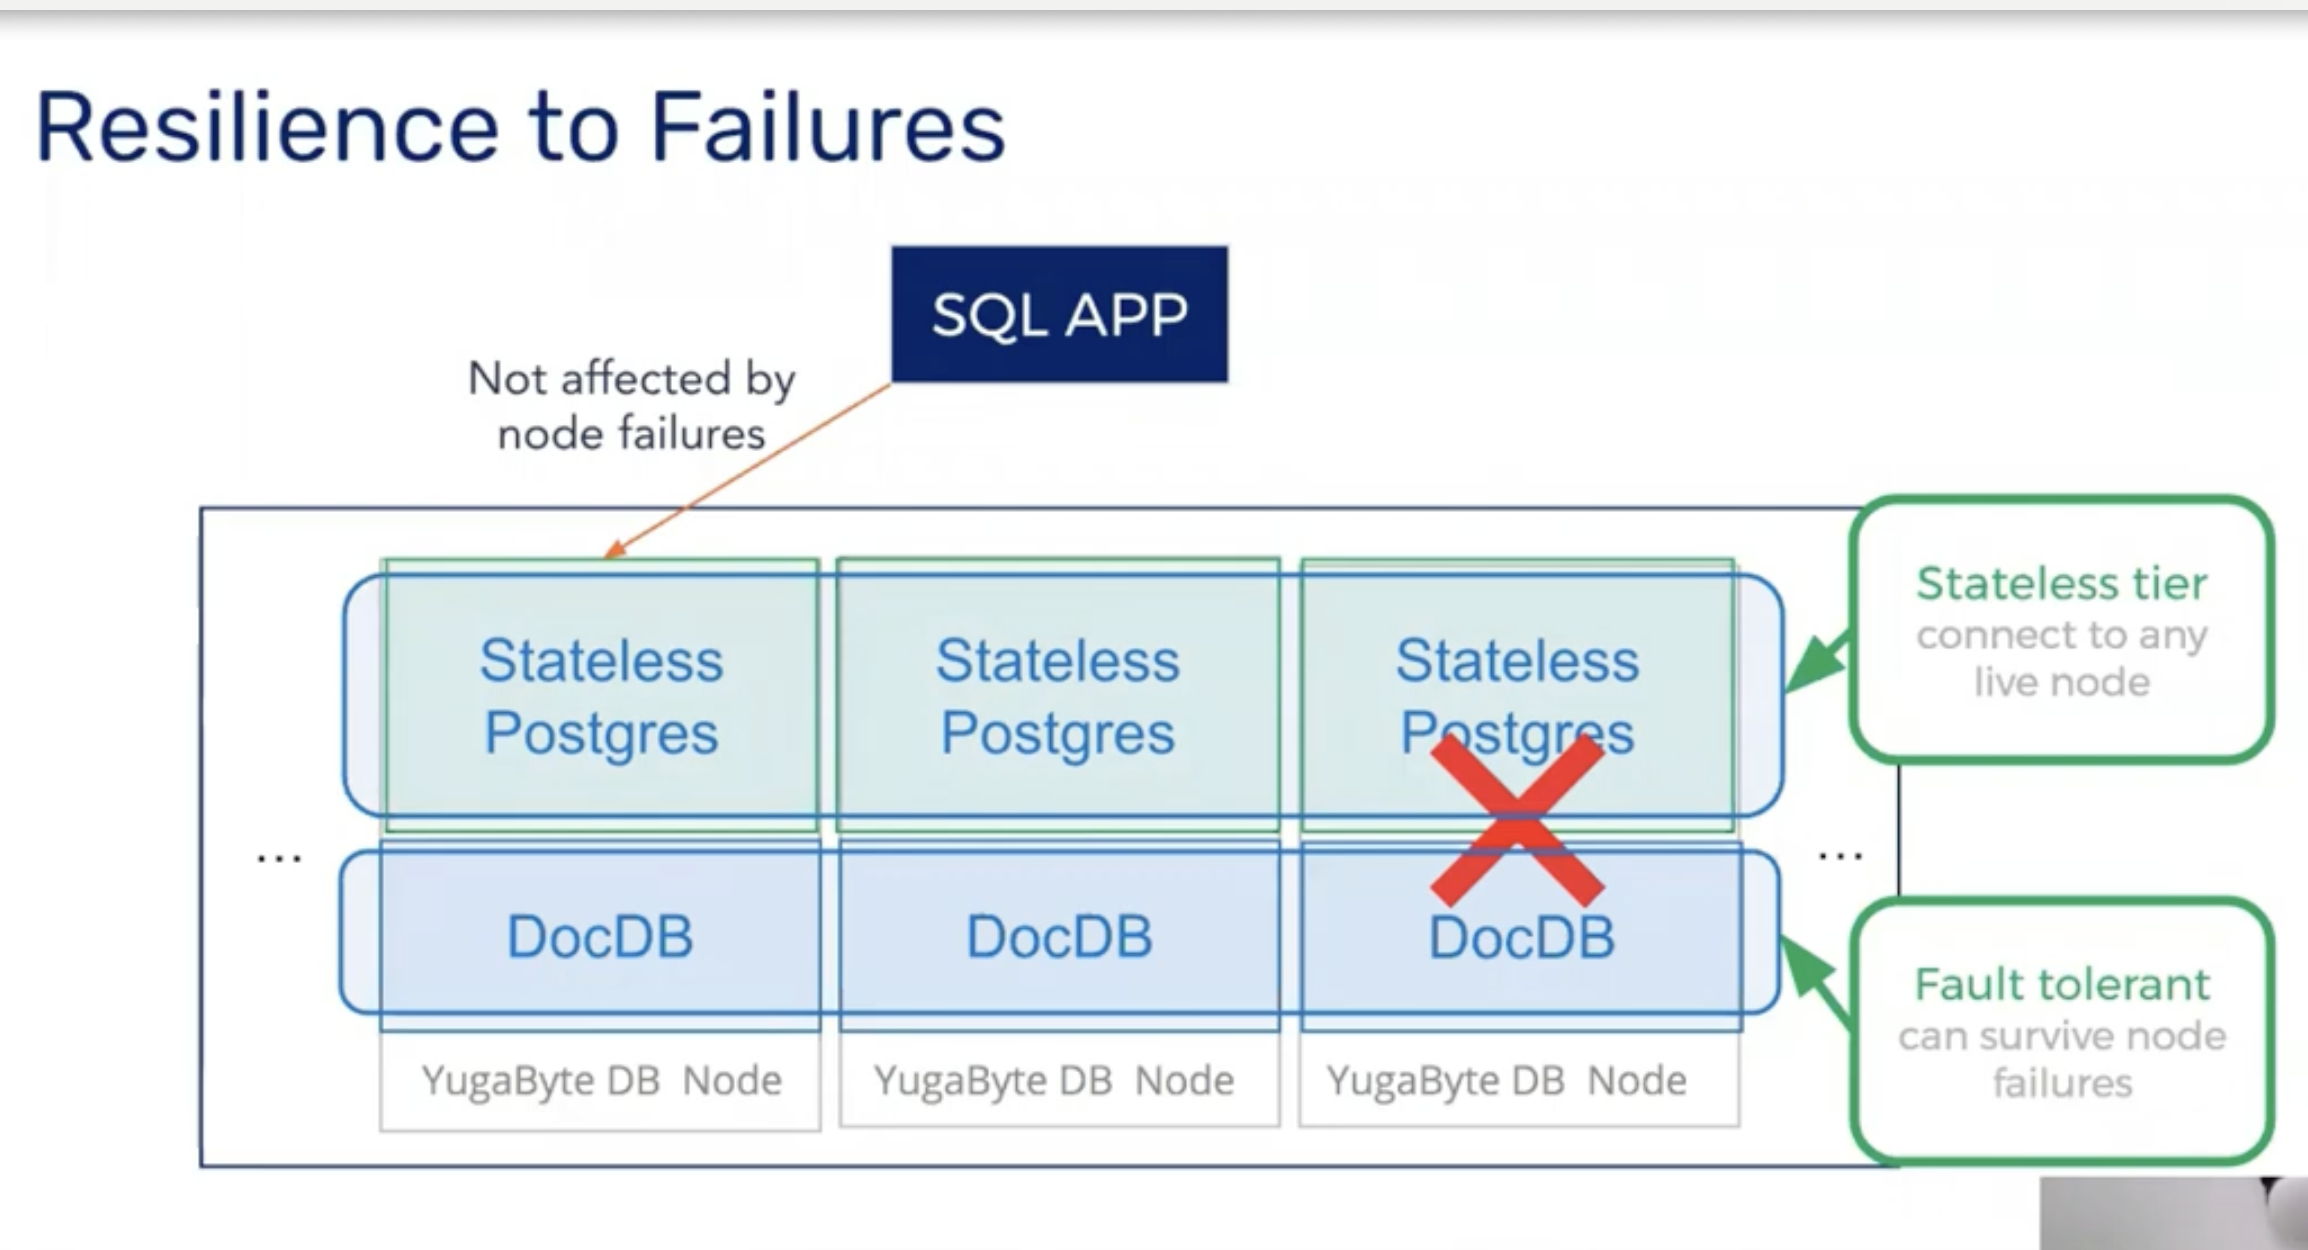 Resilience to Failures
SQL APP
Not affected by
node failures
Stateless
Postgres
Stateless
Postgres
Stateless
Postgres
Stateless tier
connect to any
live node
...
...
DocDB
DocDB
DocDB
Fault tolerant
can survive node
failures
YugaByte DB Node
YugaByte DB Node
YugaByte DB Node